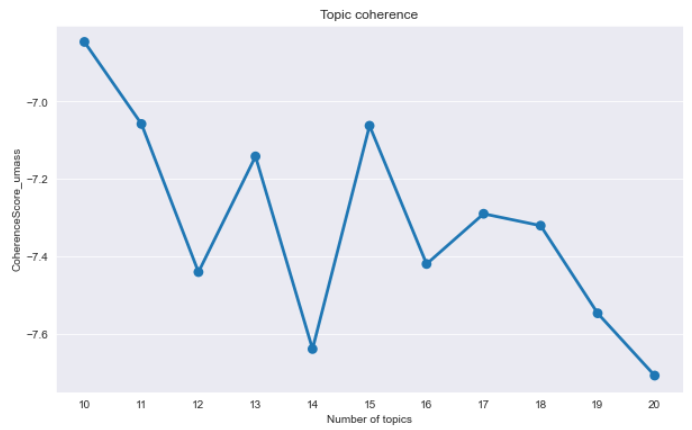 Topic coherence
CoherenceScore_umass
−7.0
−7.2
−7.4
−7.6
10 11 12 13 14 15 16 17 18 19 20
Number of topics